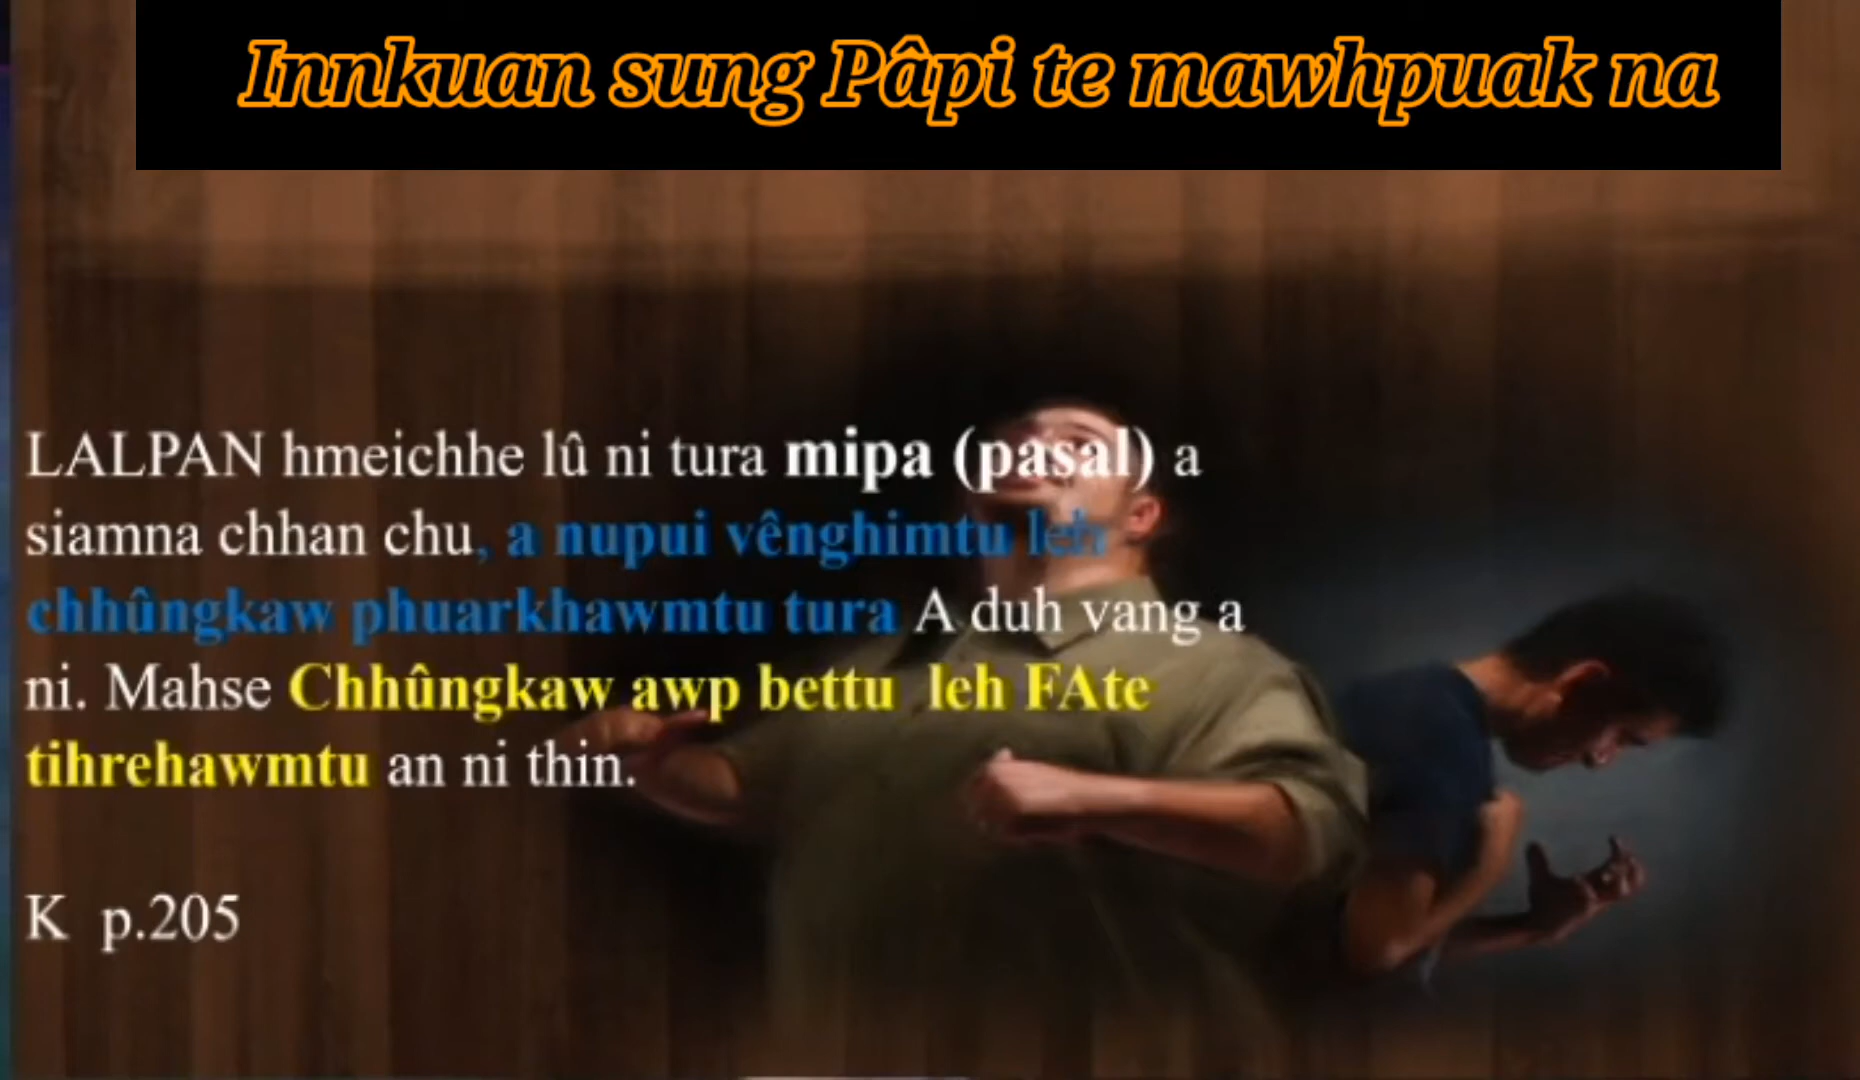 Innkuan sung Pâpi te mawhpuak na
LALPAN hmeichhe lû ni tura mipa (pasal) a
siamna chhan chu, a nupui vênghimtu leh
chhûngkaw phuarkhawmtu tura A duh vang a
ni. Mahse Chhûngkaw awp bettu leh FAte
tihrehawmtu an ni thin.
K p.205